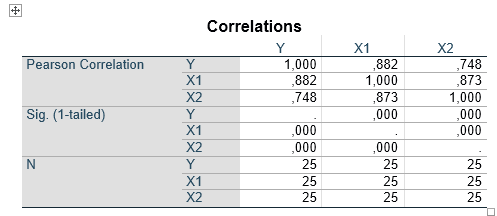 Correlations
Y X1 X2
Pearson Correlation Y 1,000 ,882 ,748
X1 ,882 1,000 ,873
X2 ,748 ,873 1,000
Sig. (1-tailed) Y . ,000 ,000
X1 ,000 . ,000
X2 ,000 ,000 .
N Y 25 25 25
X1 25 25 25
X2 25 25 25